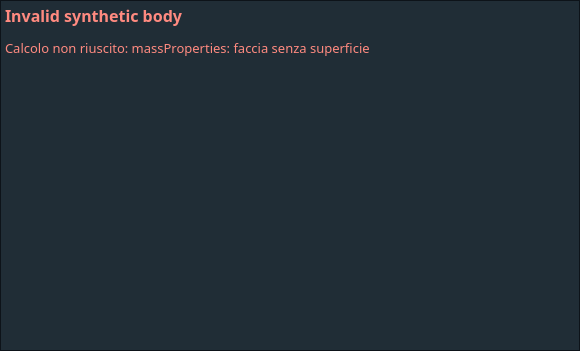 Invalid synthetic body
Calcolo non riuscito: massProperties: faccia senza superficie